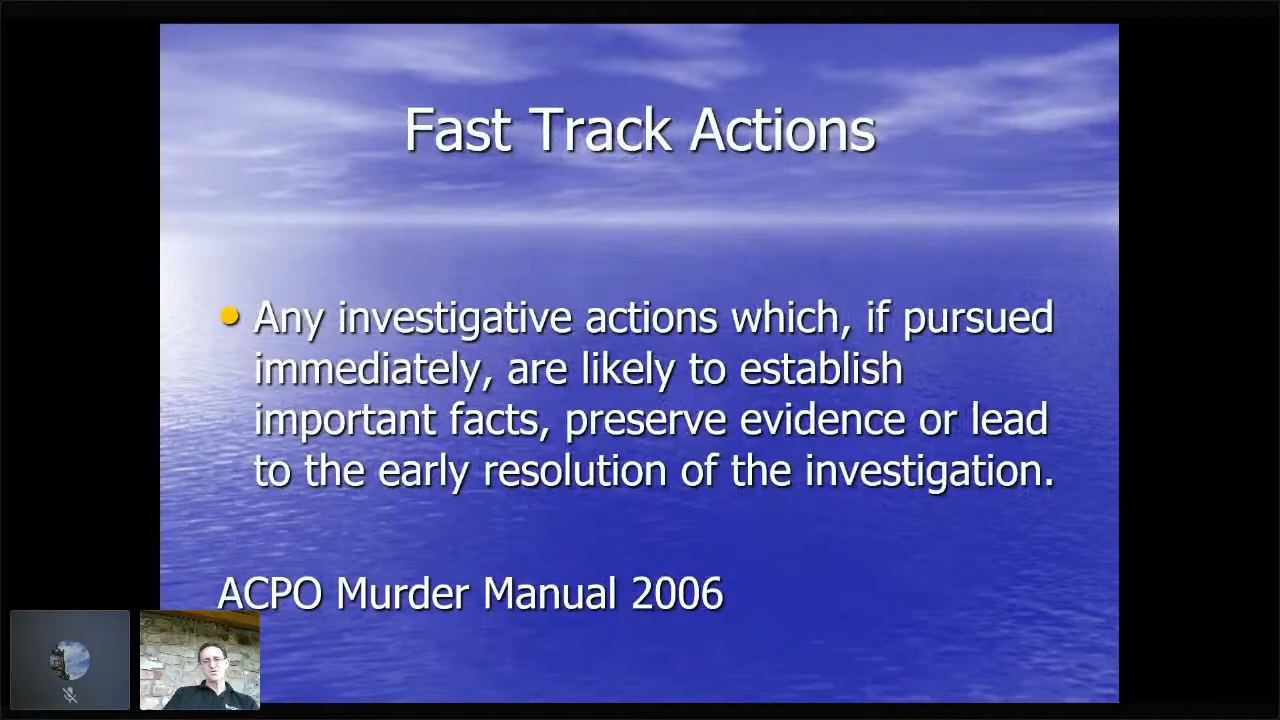 Fast Track Actions
Any investigative actions which, if pursued
immediately, are likely to establish
important facts, preserve evidence or lead
to the early resolution of the investigation.
ACPO Murder Manual 2006